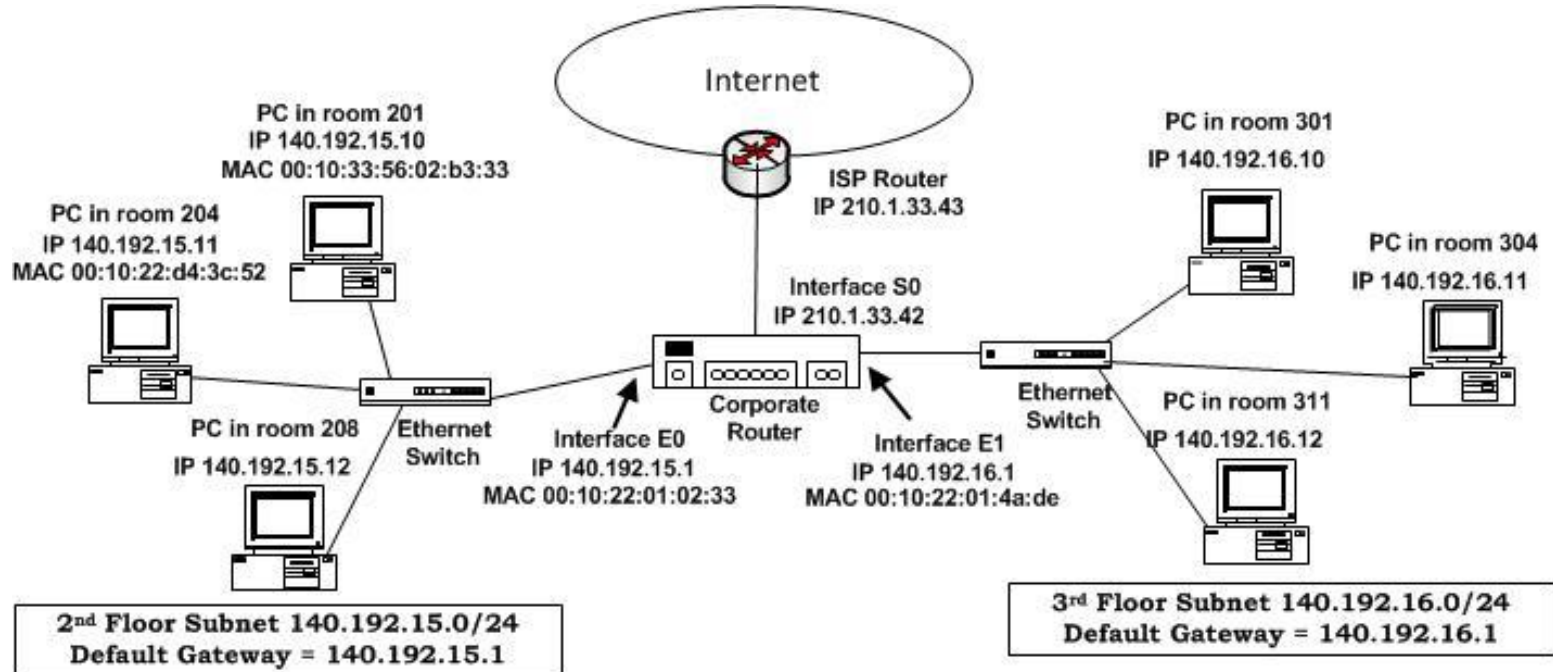 Internet
PC in room 201
IP 140.192.15.10
MAC 00:10:33:56:02:b3:33
PC in room 204
IP 140.192.15.11
MAC 00:10:22:d4:3c:52
ISP Router
IP 210.1.33.43
PC in room 301
IP 140.192.16.10
PC in room 304
IP 140.192.16.11
Interface S0
IP 210.1.33.42
PC in room 208
IP 140.192.15.12
Ethernet
Switch
Interface E0
IP 140.192.15.1
MAC 00:10:22:01:02:33
Corporate
Router
Interface E1
IP 140.192.16.1
MAC 00:10:22:01:4a:de
Ethernet
Switch
PC in room 311
IP 140.192.16.12
2nd Floor Subnet 140.192.15.0/24
Default Gateway = 140.192.15.1
3rd Floor Subnet 140.192.16.0/24
Default Gateway = 140.192.16.1